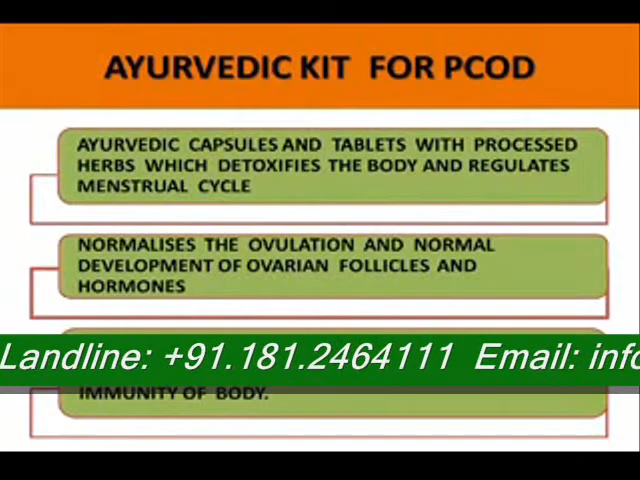 AYURVEDIC KIT FOR PCOD
AYURVEDIC CAPSULES AND TABLETS WITH PROCESSED
HERBS WHICH DETOXIFIES THE BODY AND REGULATES
MENSTRUAL CYCLE
NORMALISES THE OVULATION AND NORMAL
DEVELOPMENT OF OVARIAN FOLLICLES AND
HORMONES
Landline: +91.181.2464111 Email: info
IMMUNITY OF BODY.